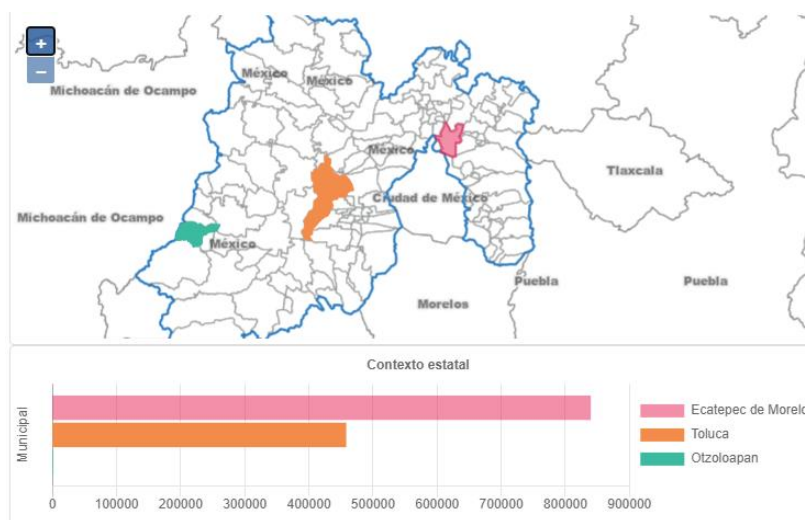 +
−
México
México
Michoacán de Ocampo
México
Tlaxcala
Ciudad de México
Michoacán de Ocampo
México
Puebla
Puebla
Morelos
Contexto estatal
Municipal
Ecatepec de Morelo
Toluca
Otzoloapan
0 100000 200000 300000 400000 500000 600000 700000 800000 900000